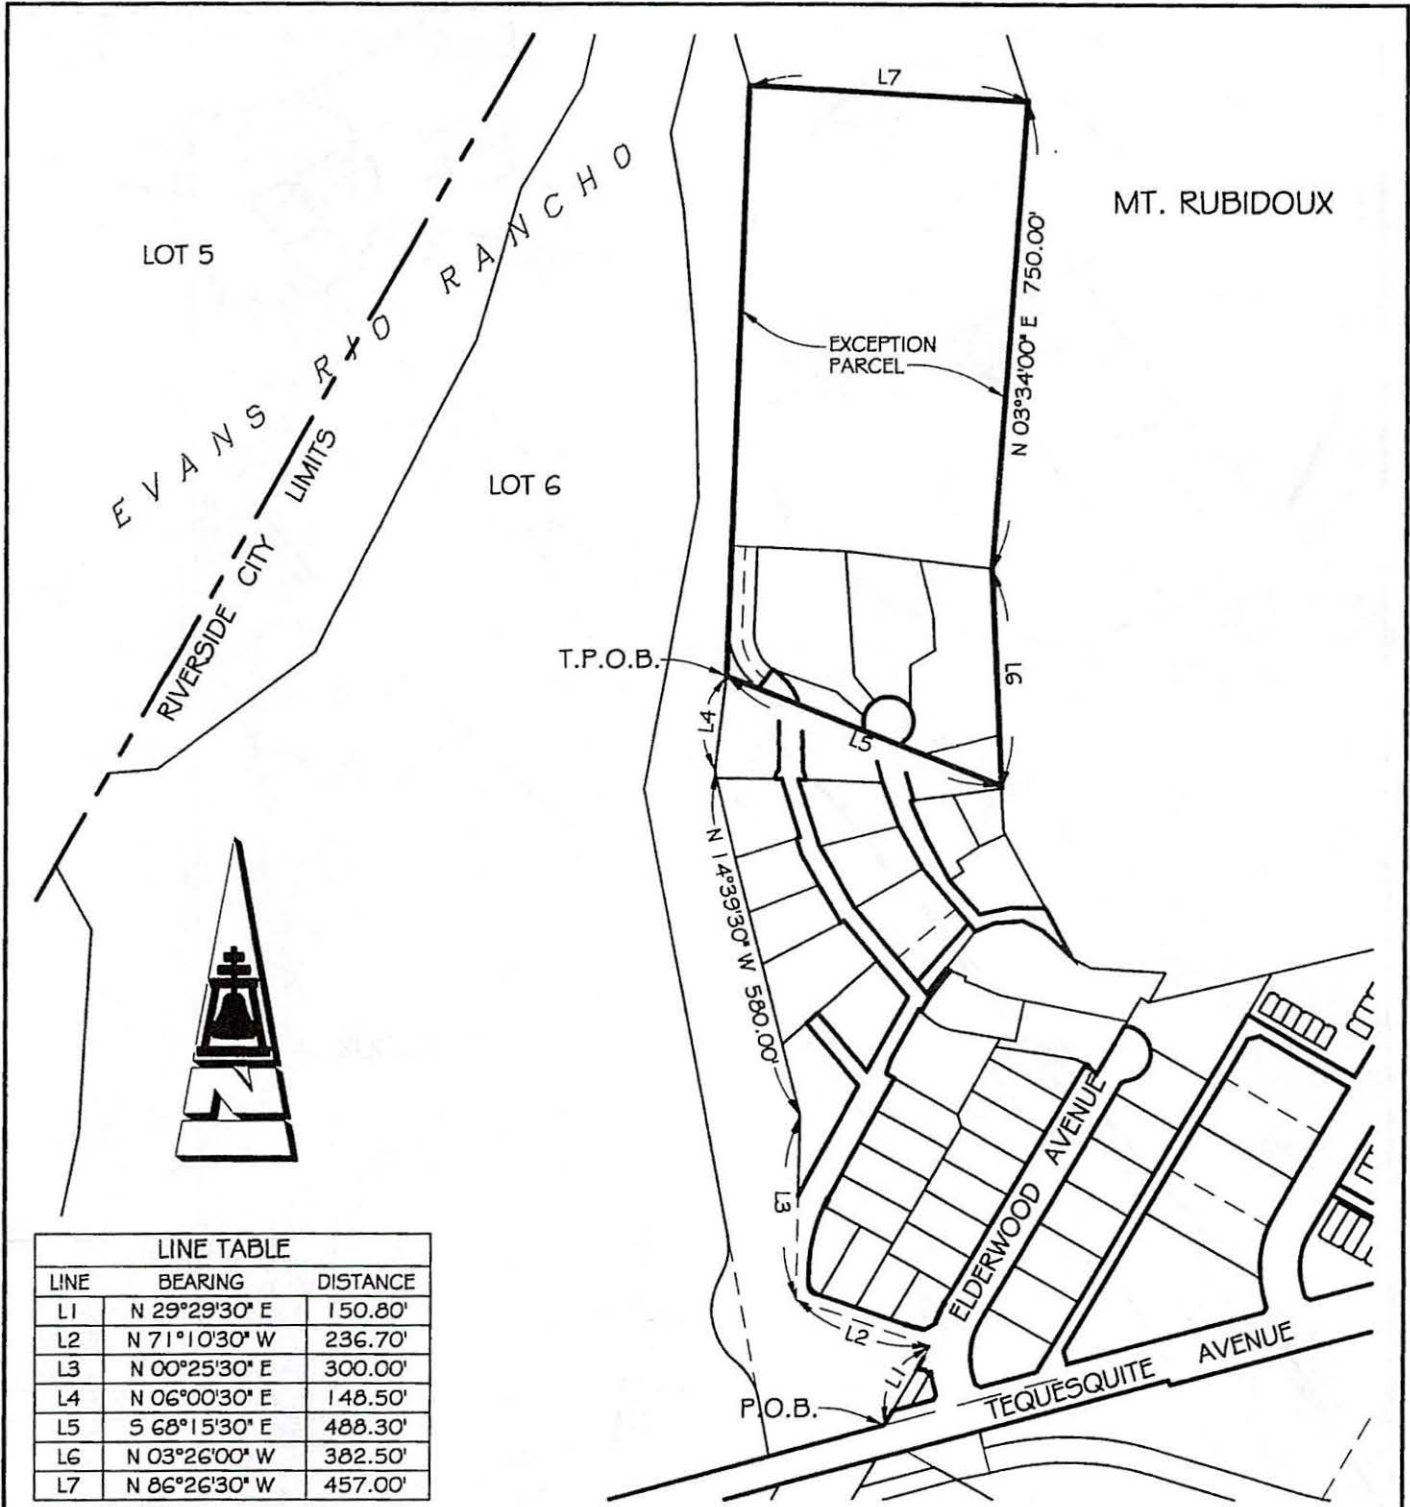 L7
MT. RUBIDOUX
LOT 5
EVANS RIO RANCHO
N 03°34'00" E 750.00'
EXCEPTION
PARCEL
LOT 6
RIVERSIDE CITY LIMITS
T.P.O.B.
L6
L4
L5
N 14°39'30" W 580.00'
N
ELDERWOOD AVENUE
L3
L2
L1
P.O.B.
TEQUESQUITE AVENUE
LINE TABLE
LINE BEARING DISTANCE
L1 N 29°29'30" E 150.80'
L2 N 71°10'30" W 236.70'
L3 N 00°25'30" E 300.00'
L4 N 06°00'30" E 148.50'
L5 S 68°15'30" E 488.30'
L6 N 03°26'00" W 382.50'
L7 N 86°26'30" W 457.00'